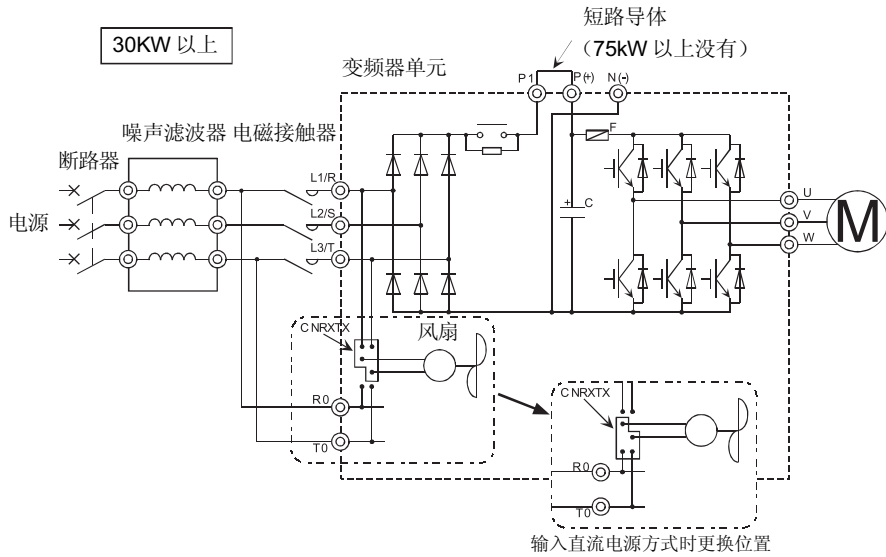 短路导体
（75kW 以上没有）
30KW 以上
变频器单元
P1
P(+)
N(-)
噪声滤波器 电磁接触器
断路器
F
L1/R
U
+
C
电源
L2/S
V
M
L3/T
W
CNRXTX
风扇
CNRXTX
R0
T0
R0
T0
输入直流电源方式时更换位置